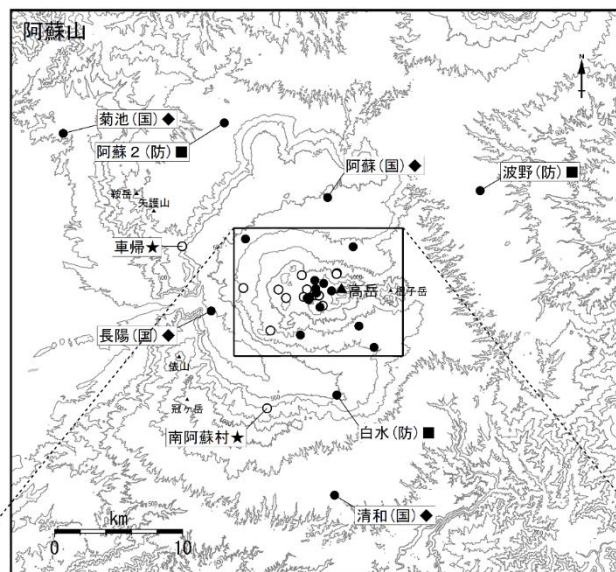 阿蘇山
N
菊池(国)◆
阿蘇2(防)■
阿蘇(国)◆
波野(防)■
鞍岳
矢護山
車帰★
高岳
根子岳
長陽(国)◆
俵山
冠ケ岳
南阿蘇村★
白水(防)■
清和(国)◆
km
0 10